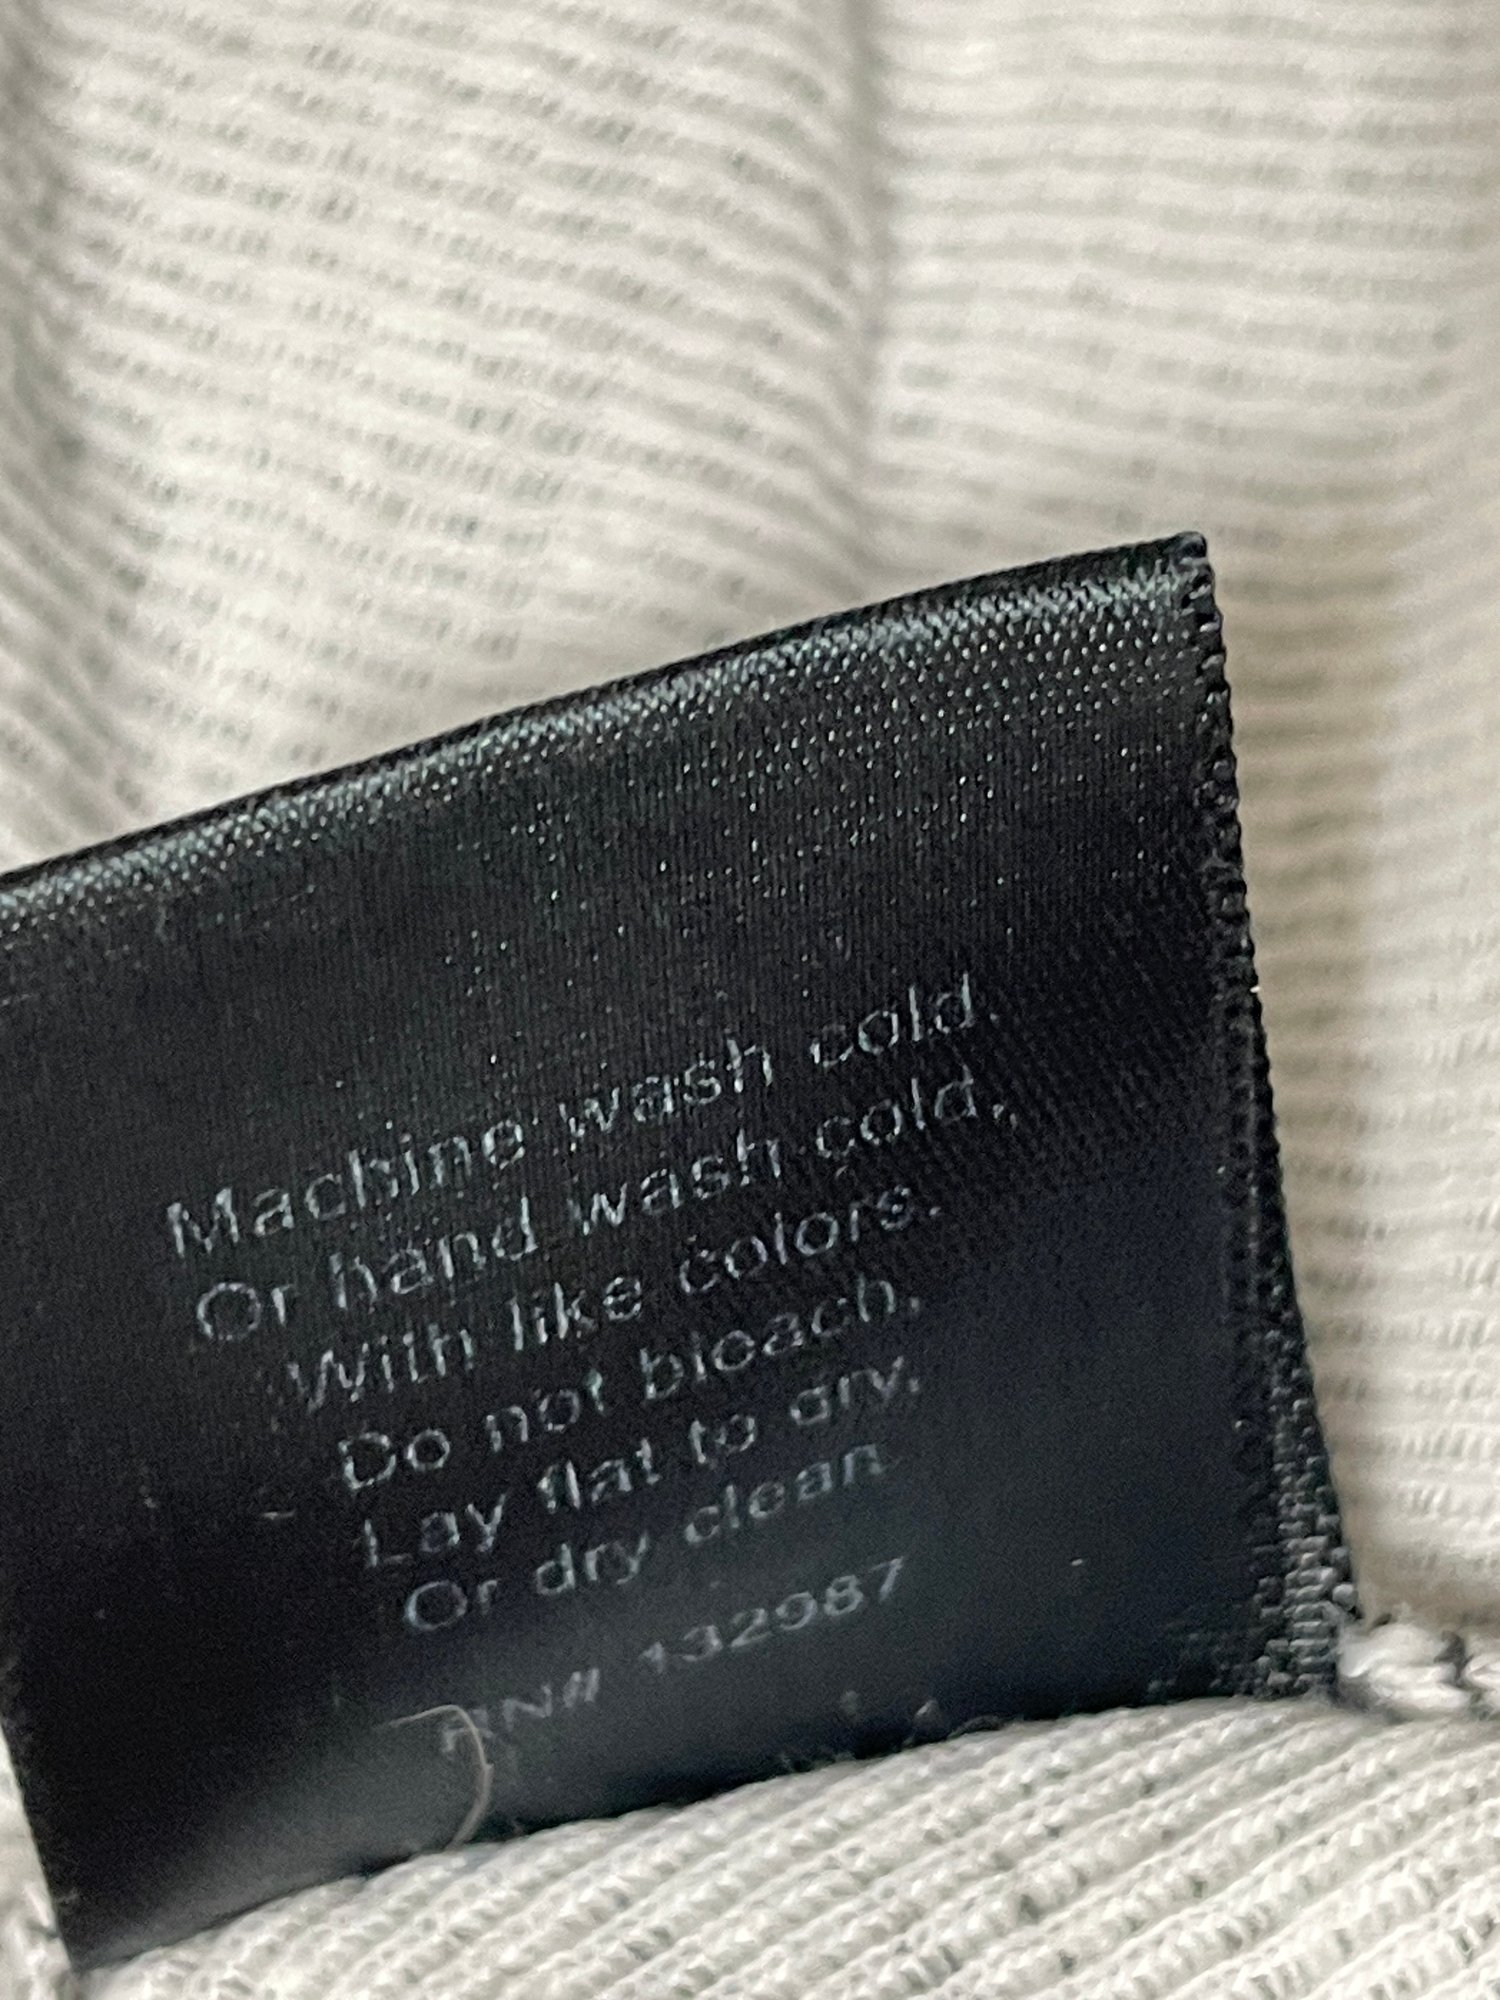 Machine wash cold.
Or hand wash cold,
With like colors.
Do not bleach.
Lay flat to dry.
Or dry clean
RN# 132987